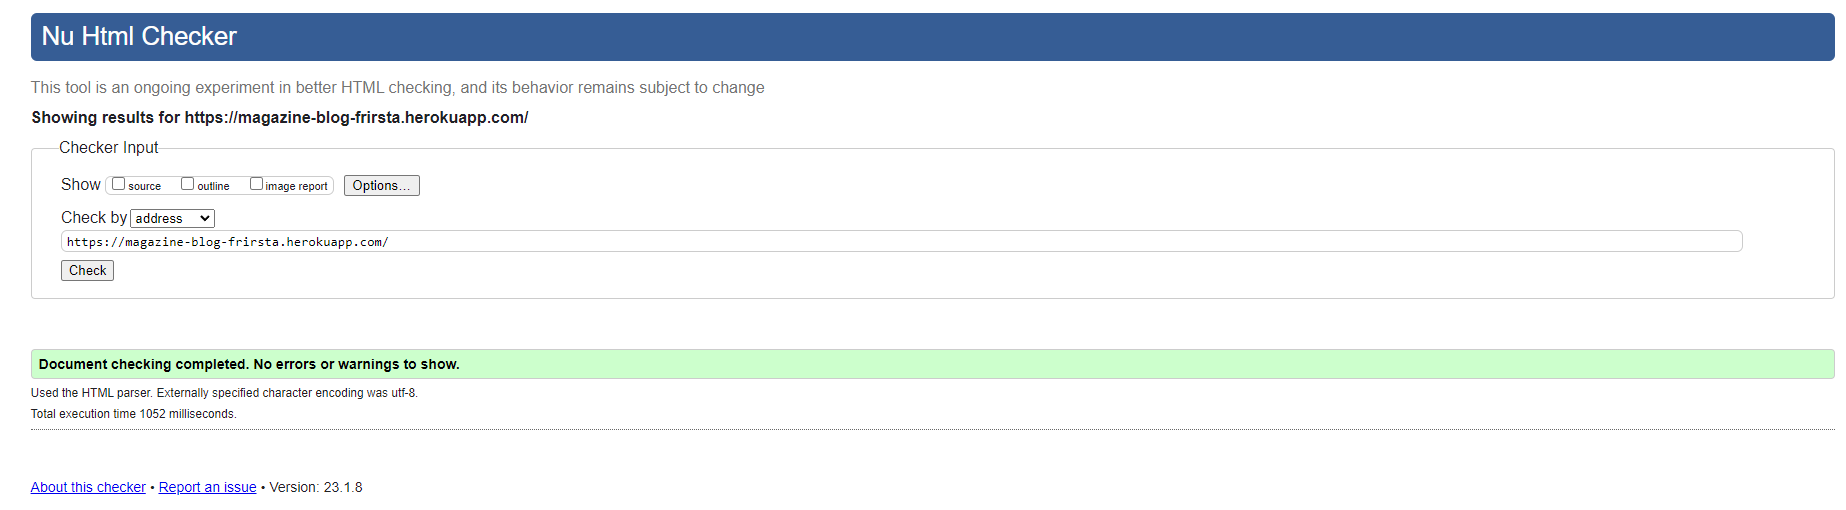 Nu Html Checker
This tool is an ongoing experiment in better HTML checking, and its behavior remains subject to change
Showing results for https://magazine-blog-frirsta.herokuapp.com/
Checker Input
Show source outline image report Options...
Check by address
https://magazine-blog-frirsta.herokuapp.com/
Check
Document checking completed. No errors or warnings to show.
Used the HTML parser. Externally specified character encoding was utf-8.
Total execution time 1052 milliseconds.
About this checker • Report an issue • Version: 23.1.8